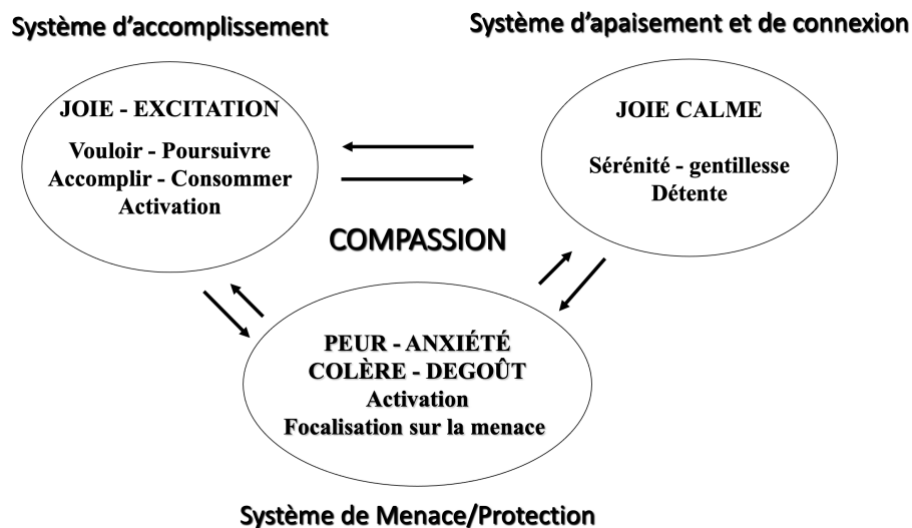 Système d'accomplissement
Système d'apaisement et de connexion
JOIE - EXCITATION
Vouloir - Poursuivre
Accomplir - Consommer
Activation
JOIE CALME
Sérénité - gentillesse
Détente
COMPASSION
PEUR - ANXIÉTÉ
COLÈRE - DEGOÛT
Activation
Focalisation sur la menace
Système de Menace/Protection